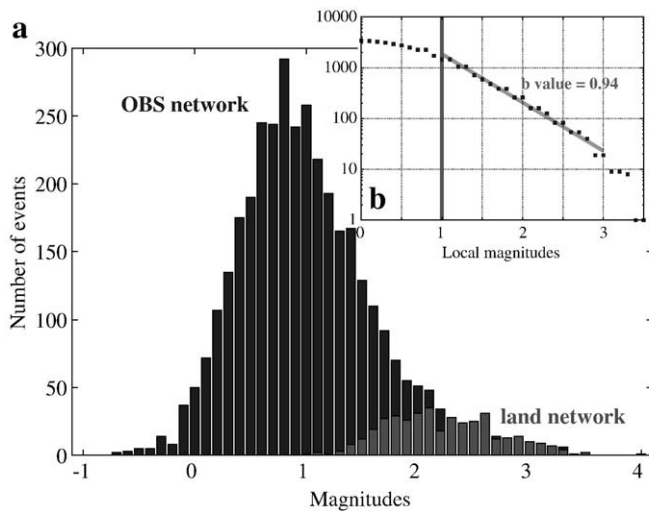 a
300
250
200
150
100
50
0
Number of events
-1
0
1
2
3
4
Magnitudes
OBS network
land network
10000
1000
100
10
1
b value = 0.94
b
0
1
2
3
Local magnitudes